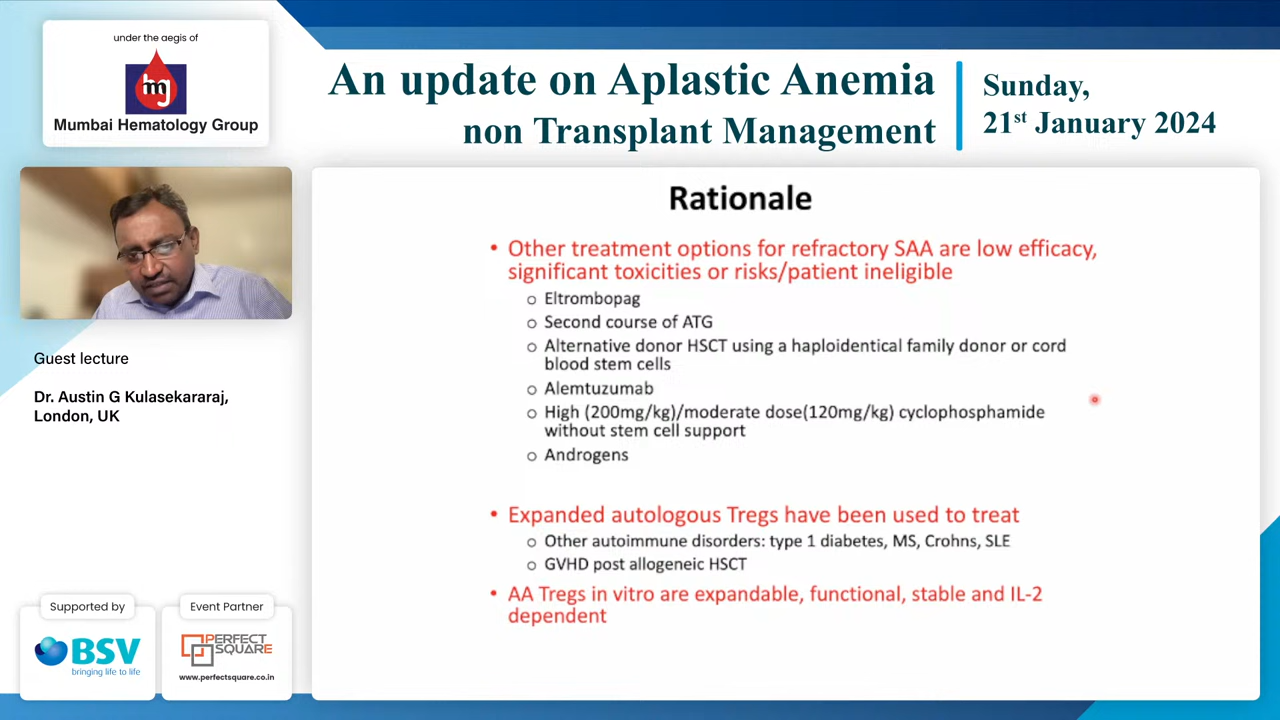 under the aegis of
mg
Mumbai Hematology Group
An update on Aplastic Anemia
non Transplant Management
Sunday,
21st January 2024
Guest lecture
Dr. Austin G Kulasekararaj,
London, UK
Rationale
• Other treatment options for refractory SAA are low efficacy,
significant toxicities or risks/patient ineligible
o Eltrombopag
o Second course of ATG
o Alternative donor HSCT using a haploidentical family donor or cord
blood stem cells
o Alemtuzumab
o High (200mg/kg)/moderate dose(120mg/kg) cyclophosphamide
without stem cell support
o Androgens
• Expanded autologous Tregs have been used to treat
o Other autoimmune disorders: type 1 diabetes, MS, Crohns, SLE
o GVHD post allogeneic HSCT
• AA Tregs in vitro are expandable, functional, stable and IL-2
dependent
Supported by
BSV
bringing life to life
Event Partner
PERFECT
SQUARE
www.perfectsquare.co.in